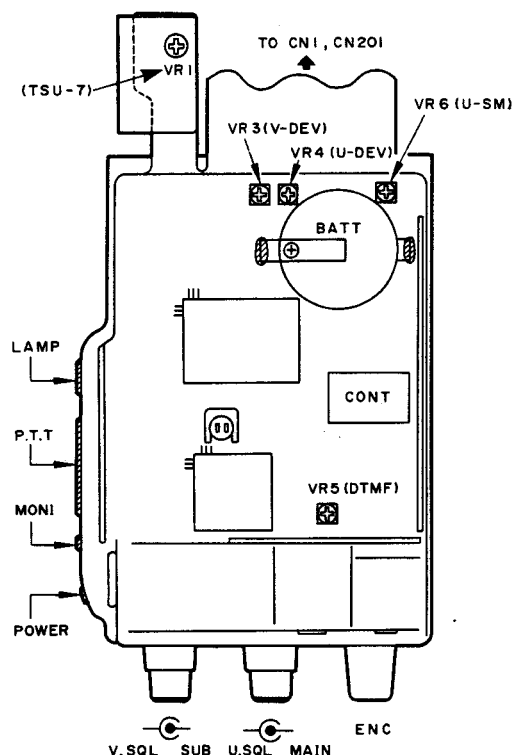 TO CN1, CN201
VR1
(TSU-7)
VR6 (U-SM)
VR3 (V-DEV)
VR4 (U-DEV)
BATT
LAMP
CONT
P.T.T
VR5 (DTMF)
MONI
POWER
ENC
V.SQL SUB U.SQL MAIN